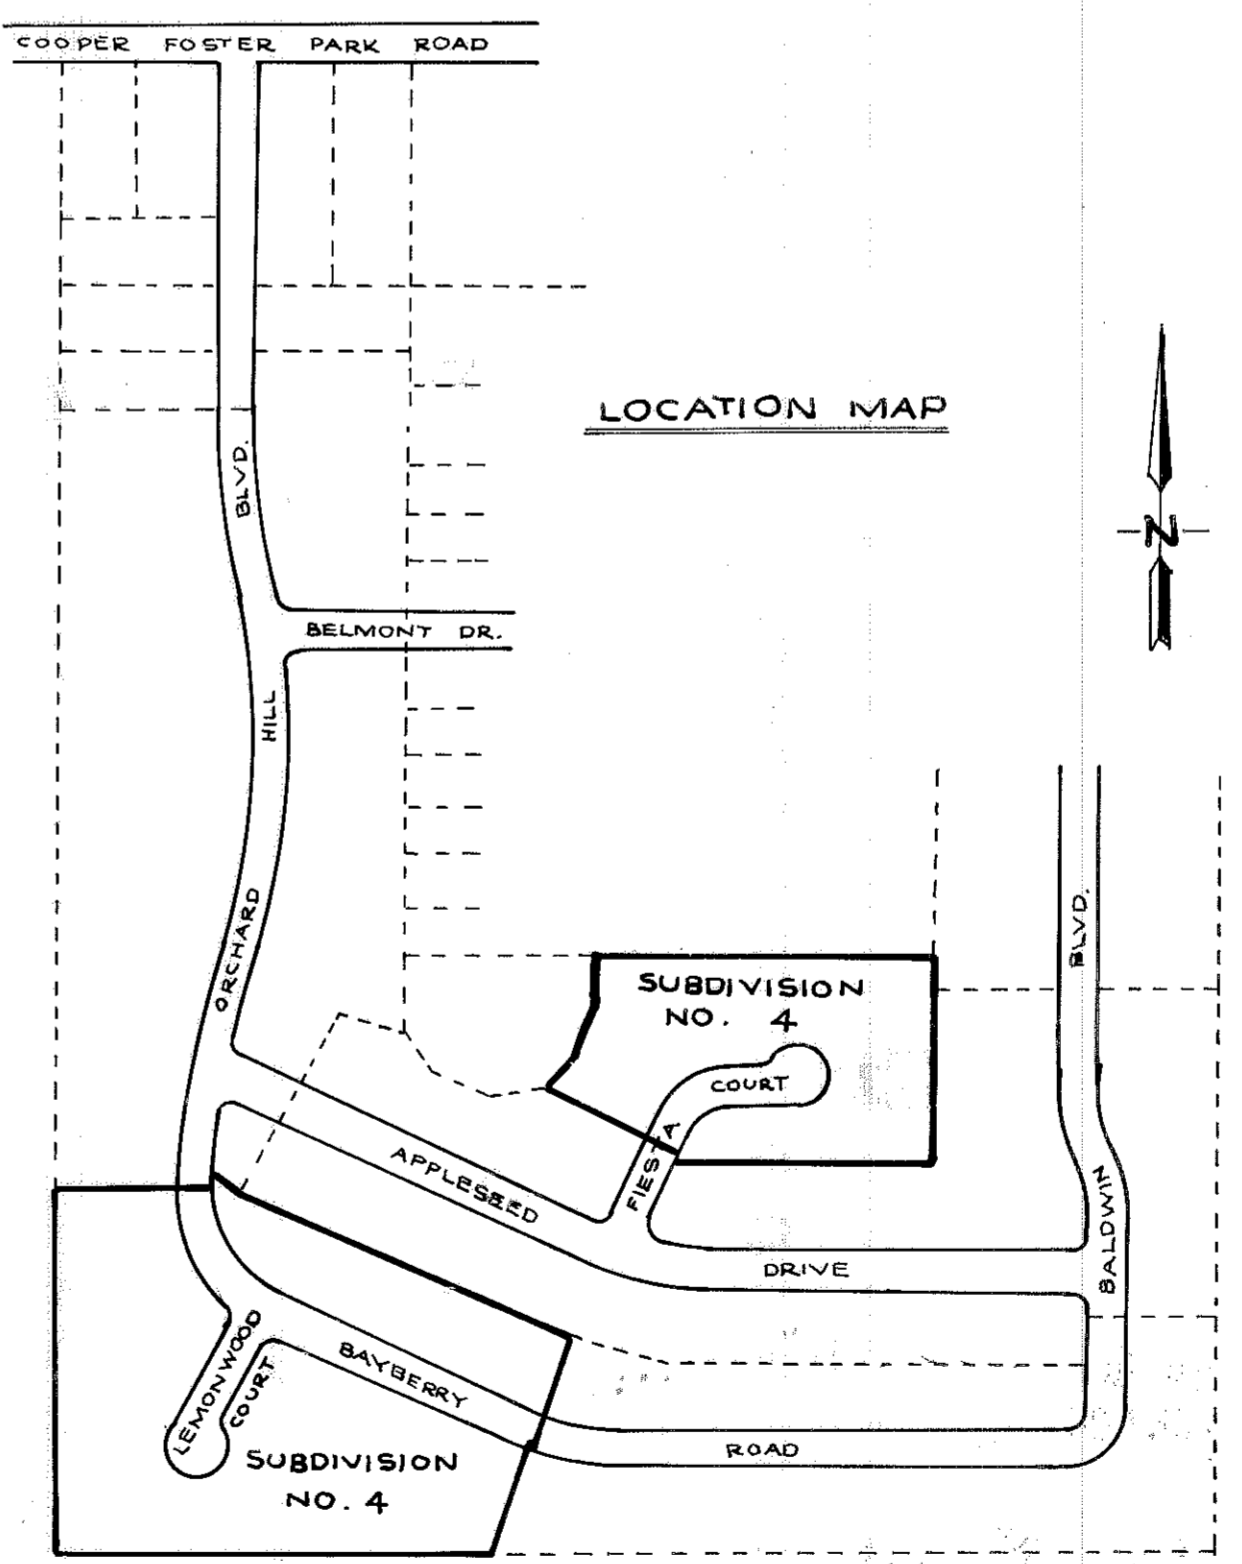 COOPER FOSTER PARK ROAD
LOCATION MAP
N
ORCHARD HILL BLVD.
BELMONT DR.
BALDWIN BLVD.
SUBDIVISION
NO. 4
FIESTA COURT
APPLESEED DRIVE
LEMONWOOD
COURT
BAYBERRY ROAD
SUBDIVISION
NO. 4